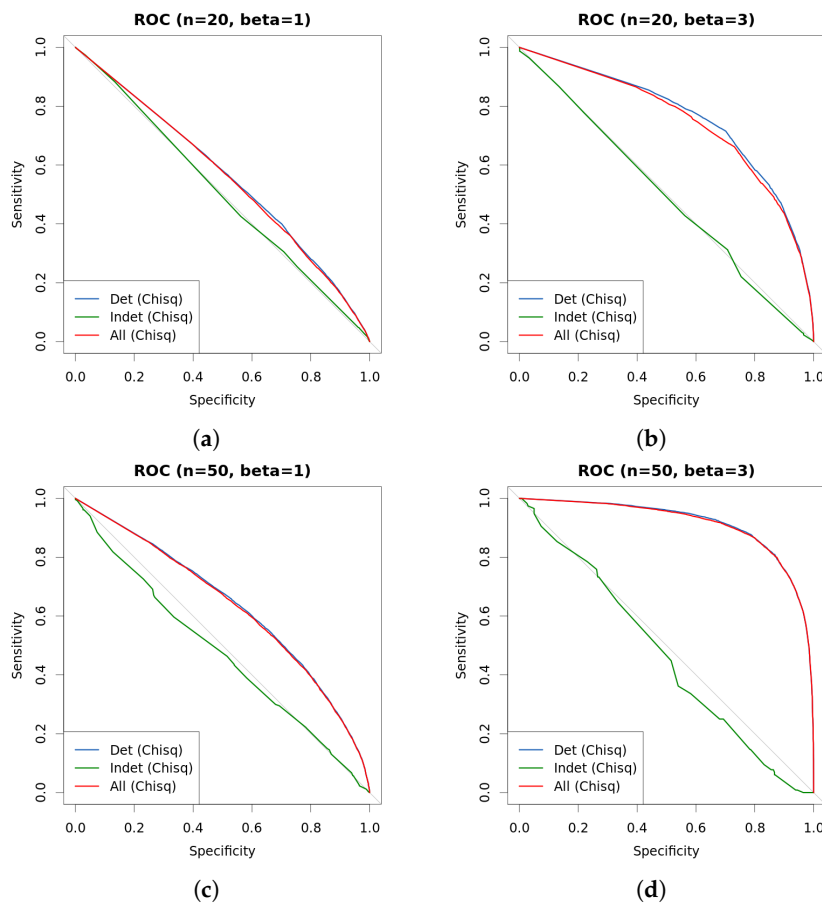 ROC (n=20, beta=1)
Sensitivity
0.0 0.2 0.4 0.6 0.8 1.0
Det (Chisq)
Indet (Chisq)
All (Chisq)
0.0 0.2 0.4 0.6 0.8 1.0
Specificity
(a)
ROC (n=20, beta=3)
Sensitivity
0.0 0.2 0.4 0.6 0.8 1.0
Det (Chisq)
Indet (Chisq)
All (Chisq)
0.0 0.2 0.4 0.6 0.8 1.0
Specificity
(b)
ROC (n=50, beta=1)
Sensitivity
0.0 0.2 0.4 0.6 0.8 1.0
Det (Chisq)
Indet (Chisq)
All (Chisq)
0.0 0.2 0.4 0.6 0.8 1.0
Specificity
(c)
ROC (n=50, beta=3)
Sensitivity
0.0 0.2 0.4 0.6 0.8 1.0
Det (Chisq)
Indet (Chisq)
All (Chisq)
0.0 0.2 0.4 0.6 0.8 1.0
Specificity
(d)